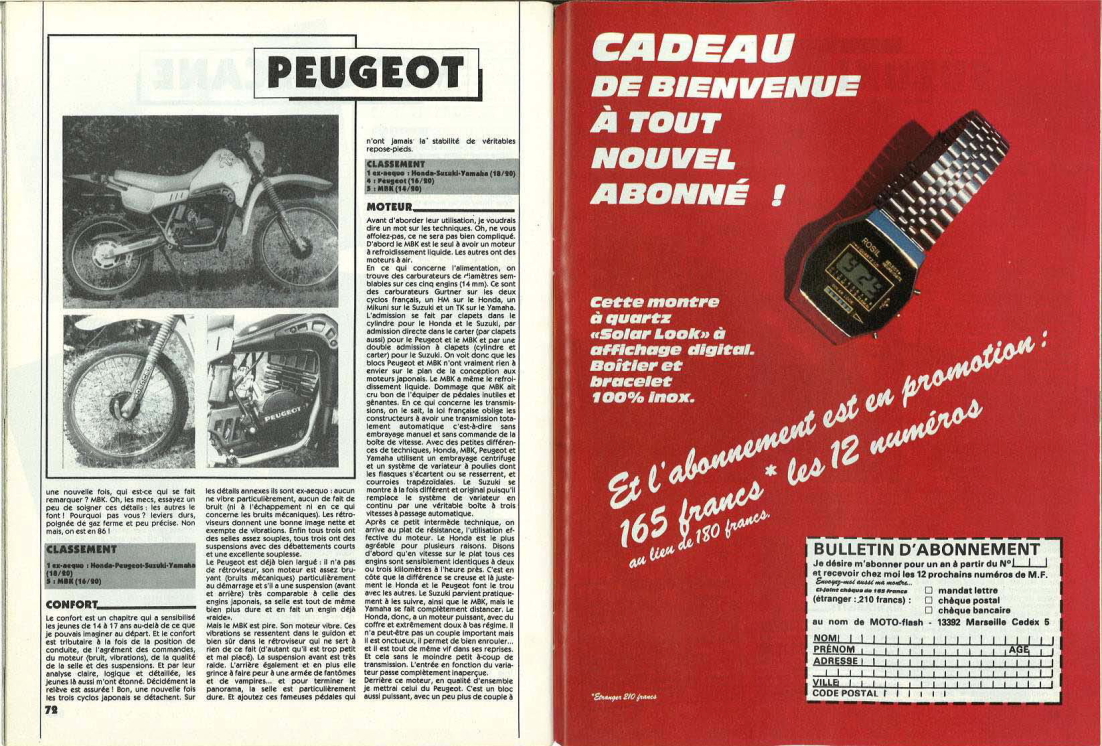 PEUGEOT
PEUGEOT
une nouvelle fois, qui est-ce qui se fait
remarquer ? MBK. Oh, les mecs, essayez un
peu de soigner ces détails : les autres le
font ! Pourquoi pas vous ? leviers durs,
poignée de gaz ferme et peu précise. Non
mais, on est en 86 !
CLASSEMENT
1 ex-aequo : Honda-Peugeot-Suzuki-Yamaha
(18/20)
5 : MBK (16/20)
CONFORT
Le confort est un chapitre qui a sensibilisé
les jeunes de 14 à 17 ans au-delà de ce que
je pouvais imaginer au départ. Et le confort
est tributaire à la fois de la position de
conduite, de l'agrément des commandes,
du moteur (bruit, vibrations), de la qualité
de la selle et des suspensions. Et par leur
analyse claire, logique et détaillée, les
jeunes là aussi m'ont étonné. Décidément la
relève est assurée ! Bon, une nouvelle fois
les trois cyclos japonais se détachent. Sur
72
les détails annexes ils sont ex-aequo : aucun
ne vibre particulièrement, aucun de fait de
bruit (ni à l'échappement ni en ce qui
concerne les bruits mécaniques). Les rétro-
viseurs donnent une bonne image nette et
exempte de vibrations. Enfin tous trois ont
des selles assez souples, tous trois ont des
suspensions avec des débattements courts
et une excellente souplesse.
Le Peugeot est déjà bien largué : il n'a pas
de rétroviseur, son moteur est assez bru-
yant (bruits mécaniques) particulièrement
au démarrage et s'il a une suspension (avant
et arrière) très comparable à celle des
engins japonais, sa selle est tout de même
bien plus dure et en fait un engin déjà
«raide».
Mais le MBK est pire. Son moteur vibre. Ces
vibrations se ressentent dans le guidon et
bien sûr dans le rétroviseur qui ne sert à
rien de ce fait (d'autant qu'il est trop petit
et mal placé). La suspension avant est très
raide. L'arrière également et en plus elle
grince à faire peur à une armée de fantômes
et de vampires... et pour terminer le
panorama, la selle est particulièrement
dure. Et ajoutez ces fameuses pédales qui
n'ont jamais la stabilité de véritables
repose-pieds.
CLASSEMENT
1 ex-aequo : Honda-Suzuki-Yamaha (18/20)
4 : Peugeot (16/20)
5 : MBK (14/20)
MOTEUR
Avant d'aborder leur utilisation, je voudrais
dire un mot sur les techniques. Oh, ne vous
affolez-pas, ce ne sera pas bien compliqué.
D'abord le MBK est le seul à avoir un moteur
à refroidissement liquide. Les autres ont des
moteurs à air.
En ce qui concerne l'alimentation, on
trouve des carburateurs de diamètres sem-
blables sur ces cinq engins (14 mm). Ce sont
des carburateurs Gurtner sur les deux
cyclos français, un HM sur le Honda, un
Mikuni sur le Suzuki et un TK sur le Yamaha.
L'admission se fait par clapets dans le
cylindre pour le Honda et le Suzuki, par
admission directe dans le carter (par clapets
aussi) pour le Peugeot et le MBK et par une
double admission à clapets (cylindre et
carter) pour le Suzuki. On voit donc que les
blocs Peugeot et MBK n'ont vraiment rien à
envier sur le plan de la conception aux
moteurs japonais. Le MBK a même le refroi-
dissement liquide. Dommage que MBK ait
cru bon de l'équiper de pédales inutiles et
gênantes. En ce qui concerne les transmis-
sions, on le sait, la loi française oblige les
constructeurs à avoir une transmission tota-
lement automatique c'est-à-dire sans
embrayage manuel et sans commande de la
boîte de vitesse. Avec des petites différen-
ces de techniques, Honda, MBK, Peugeot et
Yamaha utilisent un embrayage centrifuge
et un système de variateur à poulies dont
les flasques s'écartent ou se resserrent, et
courroies trapézoïdales. Le Suzuki se
montre à la fois différent et original puisqu'il
remplace le système de variateur en
continu par une véritable boîte à trois
vitesses à passage automatique.
Après ce petit intermède technique, on
arrive au plat de résistance, l'utilisation ef-
fective du moteur. Le Honda est le plus
agréable pour plusieurs raisons. Disons
d'abord qu'en vitesse sur le plat tous ces
engins sont sensiblement identiques à deux
ou trois kilomètres à l'heure près. C'est en
côte que la différence se creuse et là juste-
ment le Honda et le Peugeot font le trou
avec les autres. Le Suzuki parvient pratique-
ment à les suivre, ainsi que le MBK, mais le
Yamaha se fait complètement distancer. Le
Honda, donc, a un moteur puissant, avec du
coffre et extrêmement doux à bas régime. Il
n'a peut-être pas un couple important mais
il est onctueux, il permet de bien enrouler...
et il est tout de même vif dans ses reprises.
Et cela sans le moindre petit à-coup de
transmission. L'entrée en fonction du varia-
teur passe complètement inaperçue.
Derrière ce moteur, en qualité d'ensemble
je mettrai celui du Peugeot. C'est un bloc
aussi puissant, avec un peu plus de couple à
CADEAU
DE BIENVENUE
À TOUT
NOUVEL
ABONNÉ !
ROSIL
Cette montre
à quartz
«Solar Look» à
affichage digital.
Boîtier et
bracelet
100% inox.
Et l'abonnement est en promotion :
165 francs* les 12 numéros
au lieu de 180 francs.
*Etranger 210 francs
BULLETIN D'ABONNEMENT
Je désire m'abonner pour un an à partir du N°
et recevoir chez moi les 12 prochains numéros de M.F.
Envoyez-moi aussi ma montre...
Ci-joint chèque de 165 francs
(étranger : 210 francs) :
mandat lettre
chèque postal
chèque bancaire
au nom de MOTO-flash - 13392 Marseille Cedex 5
NOM
PRÉNOM AGE
ADRESSE
VILLE
CODE POSTAL